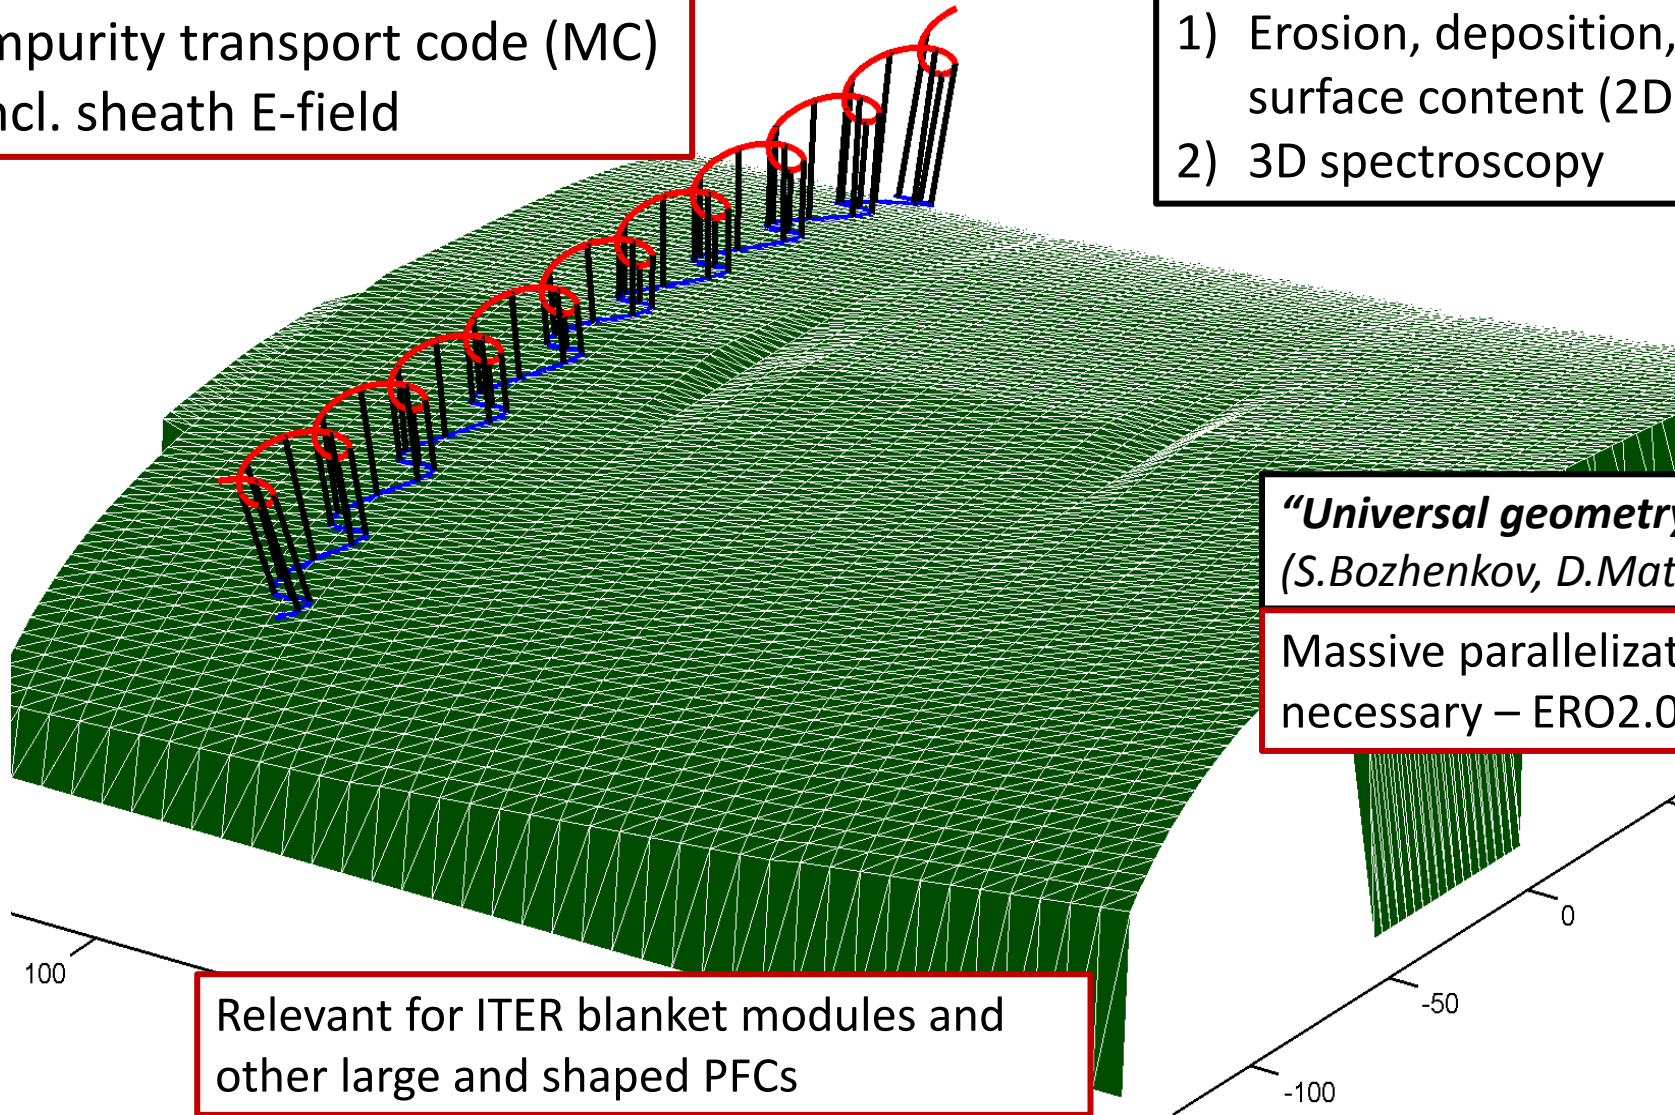 mpurity transport code (MC)
ncl. sheath E-field
1) Erosion, deposition,
surface content (2D
2) 3D spectroscopy
“Universal geometry
(S.Bozhenkov, D.Mat
Massive parallelizat
necessary – ERO2.0
0
-50
100
-100
Relevant for ITER blanket modules and
other large and shaped PFCs